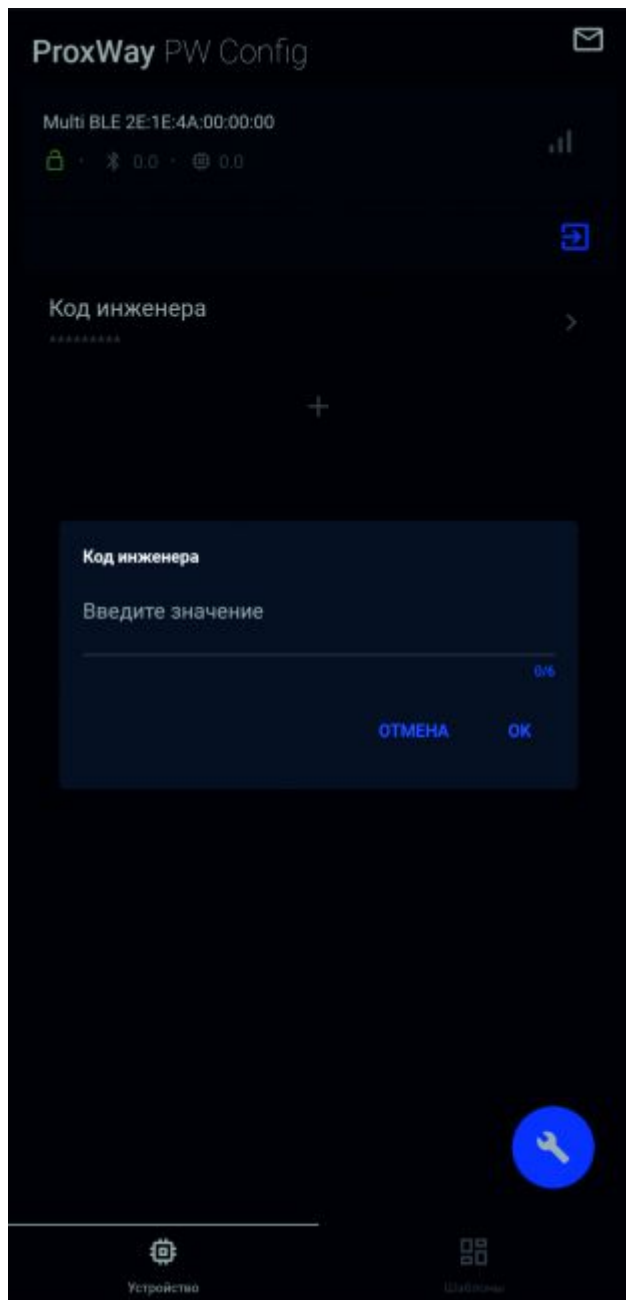 ProxWay PW Config
Multi BLE 2E:1E:4A:00:00:00
0.0 · 0.0
Код инженера
*********
+
Код инженера
Введите значение
0/6
ОТМЕНА OK
Устройство Шаблоны